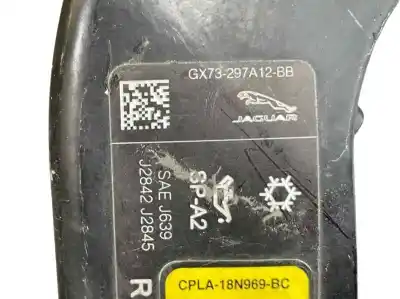 GX73-297A12-BB
JAGUAR
SP-A2
SAE J639
J2842 J2845
R
CPLA-18N969-BC